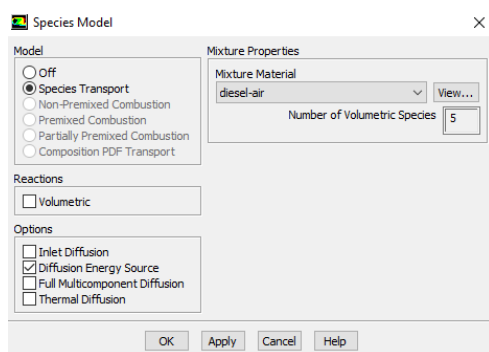 Species Model
Model
Off
Species Transport
Non-Premixed Combustion
Premixed Combustion
Partially Premixed Combustion
Composition PDF Transport
Reactions
Volumetric
Options
Inlet Diffusion
Diffusion Energy Source
Full Multicomponent Diffusion
Thermal Diffusion
Mixture Properties
Mixture Material
diesel-air
View...
Number of Volumetric Species 5
OK Apply Cancel Help